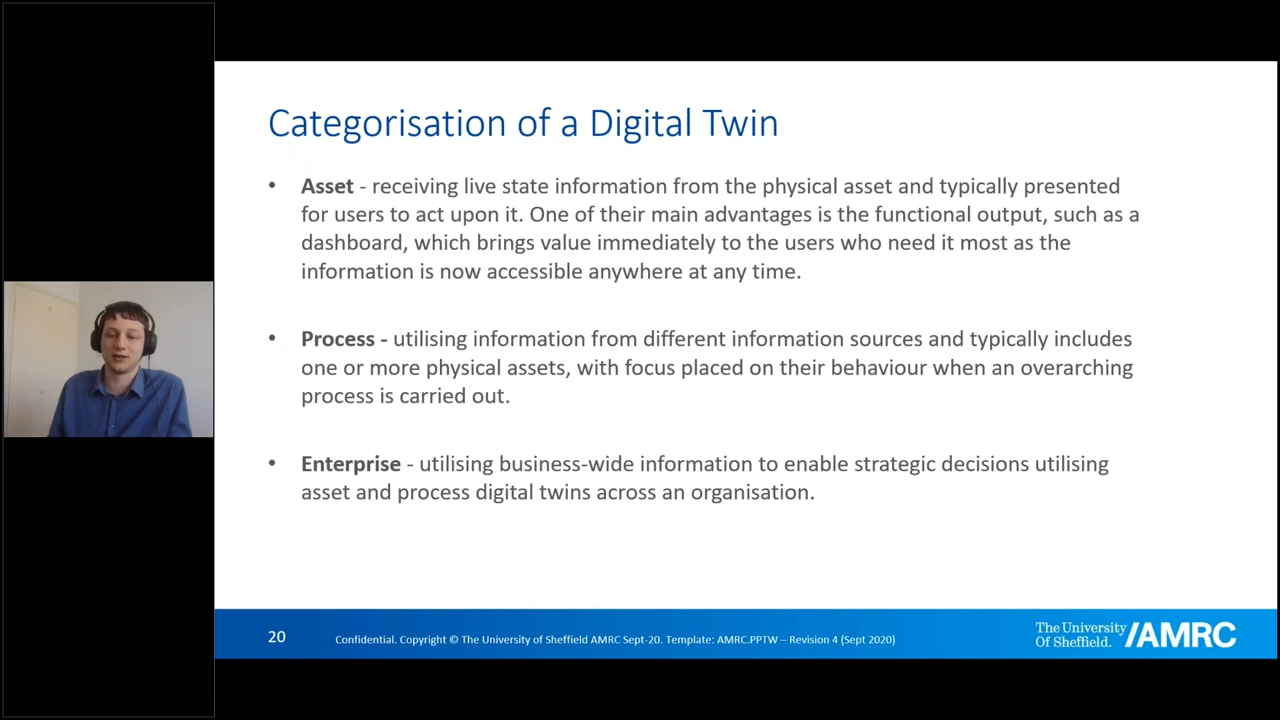 Categorisation of a Digital Twin
• Asset - receiving live state information from the physical asset and typically presented
for users to act upon it. One of their main advantages is the functional output, such as a
dashboard, which brings value immediately to the users who need it most as the
information is now accessible anywhere at any time.
• Process - utilising information from different information sources and typically includes
one or more physical assets, with focus placed on their behaviour when an overarching
process is carried out.
• Enterprise - utilising business-wide information to enable strategic decisions utilising
asset and process digital twins across an organisation.
20
Confidential. Copyright © The University of Sheffield AMRC Sept-20. Template: AMRC.PPTW – Revision 4 (Sept 2020)
The University
Of Sheffield.
AMRC